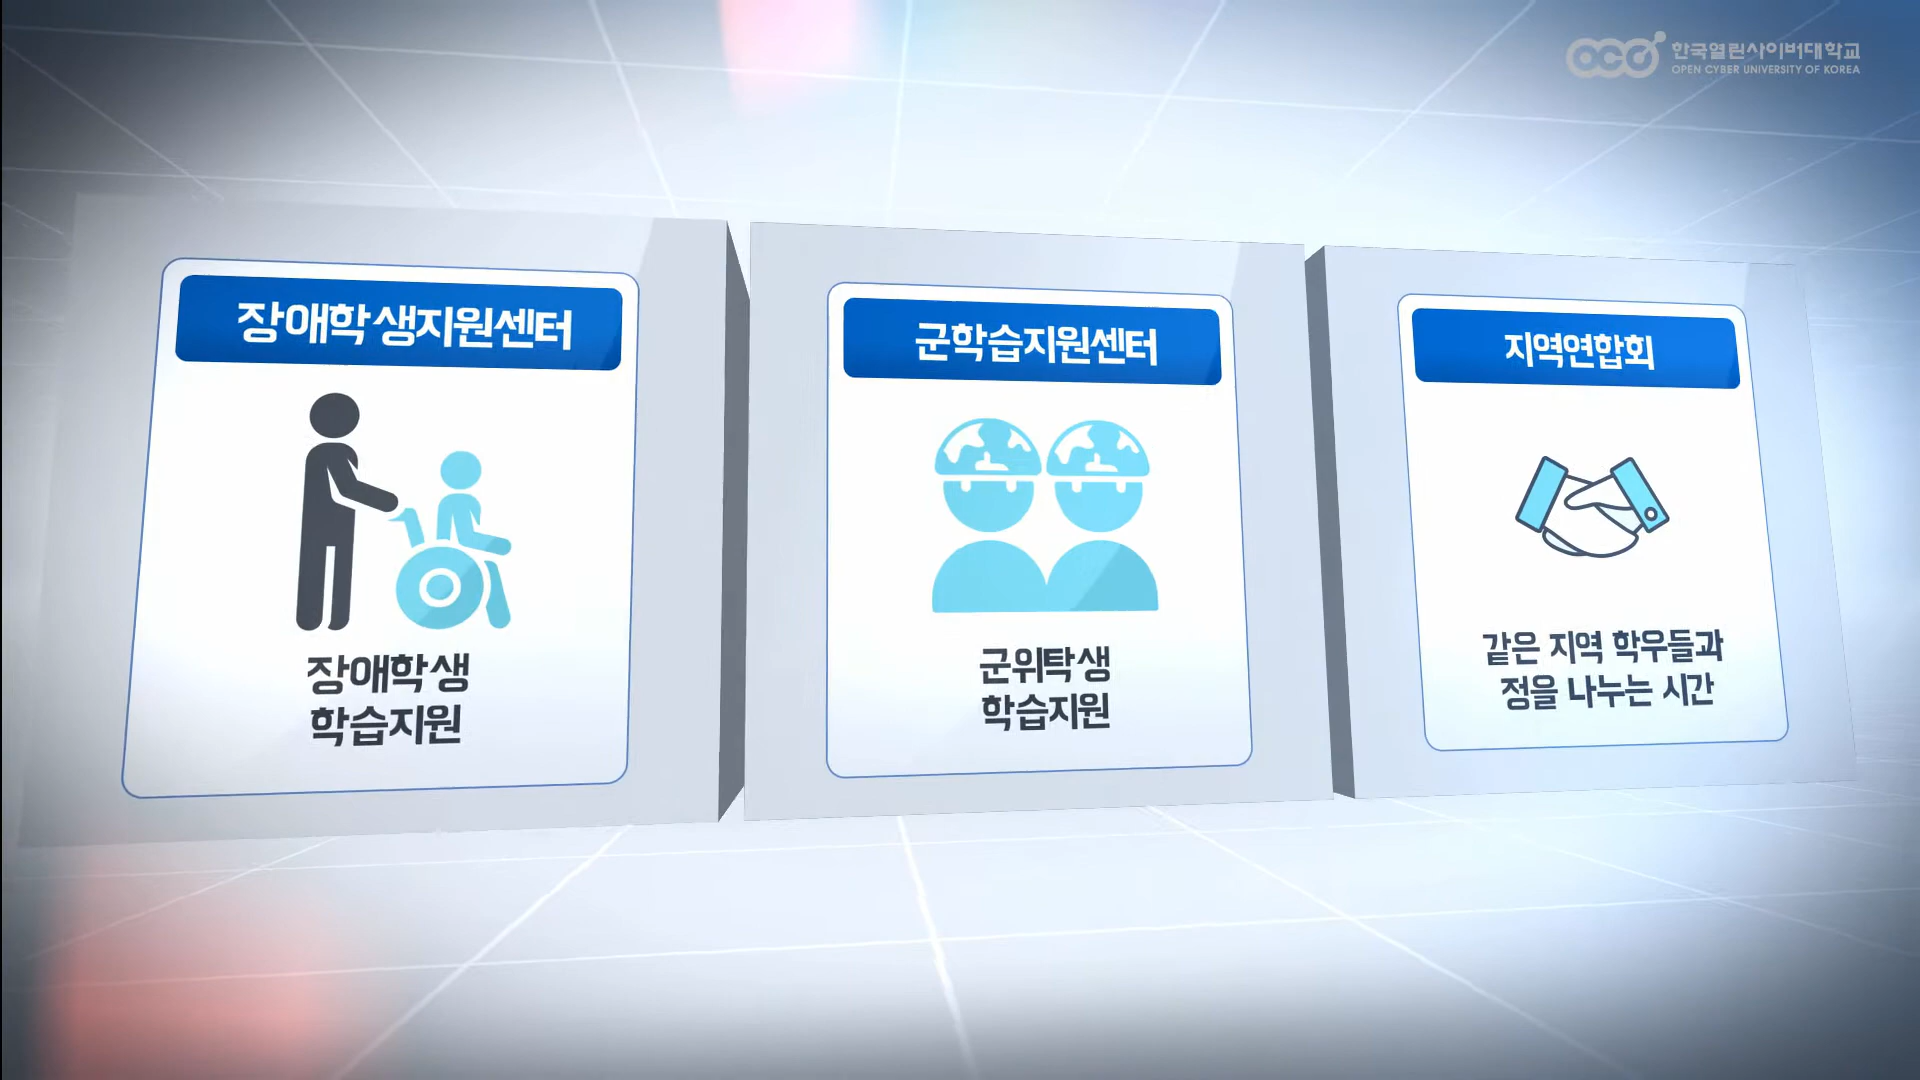 한국열린사이버대학교
OPEN CYBER UNIVERSITY OF KOREA
장애학생지원센터
장애학생
학습지원
군학습지원센터
군위탁생
학습지원
지역연합회
같은 지역 학우들과
정을 나누는 시간